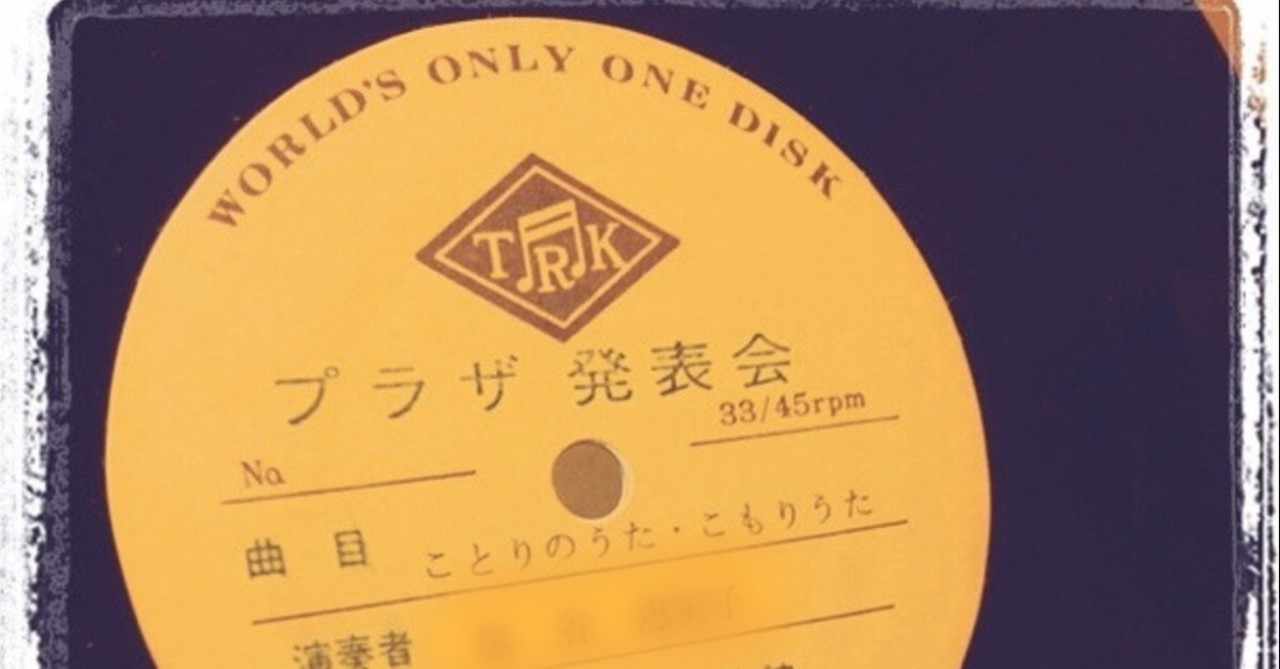 WORLD'S ONLY ONE DISK
TRK
プラザ 発表会
33/45rpm
No
曲目 ことりのうた・こもりうた
演奏者